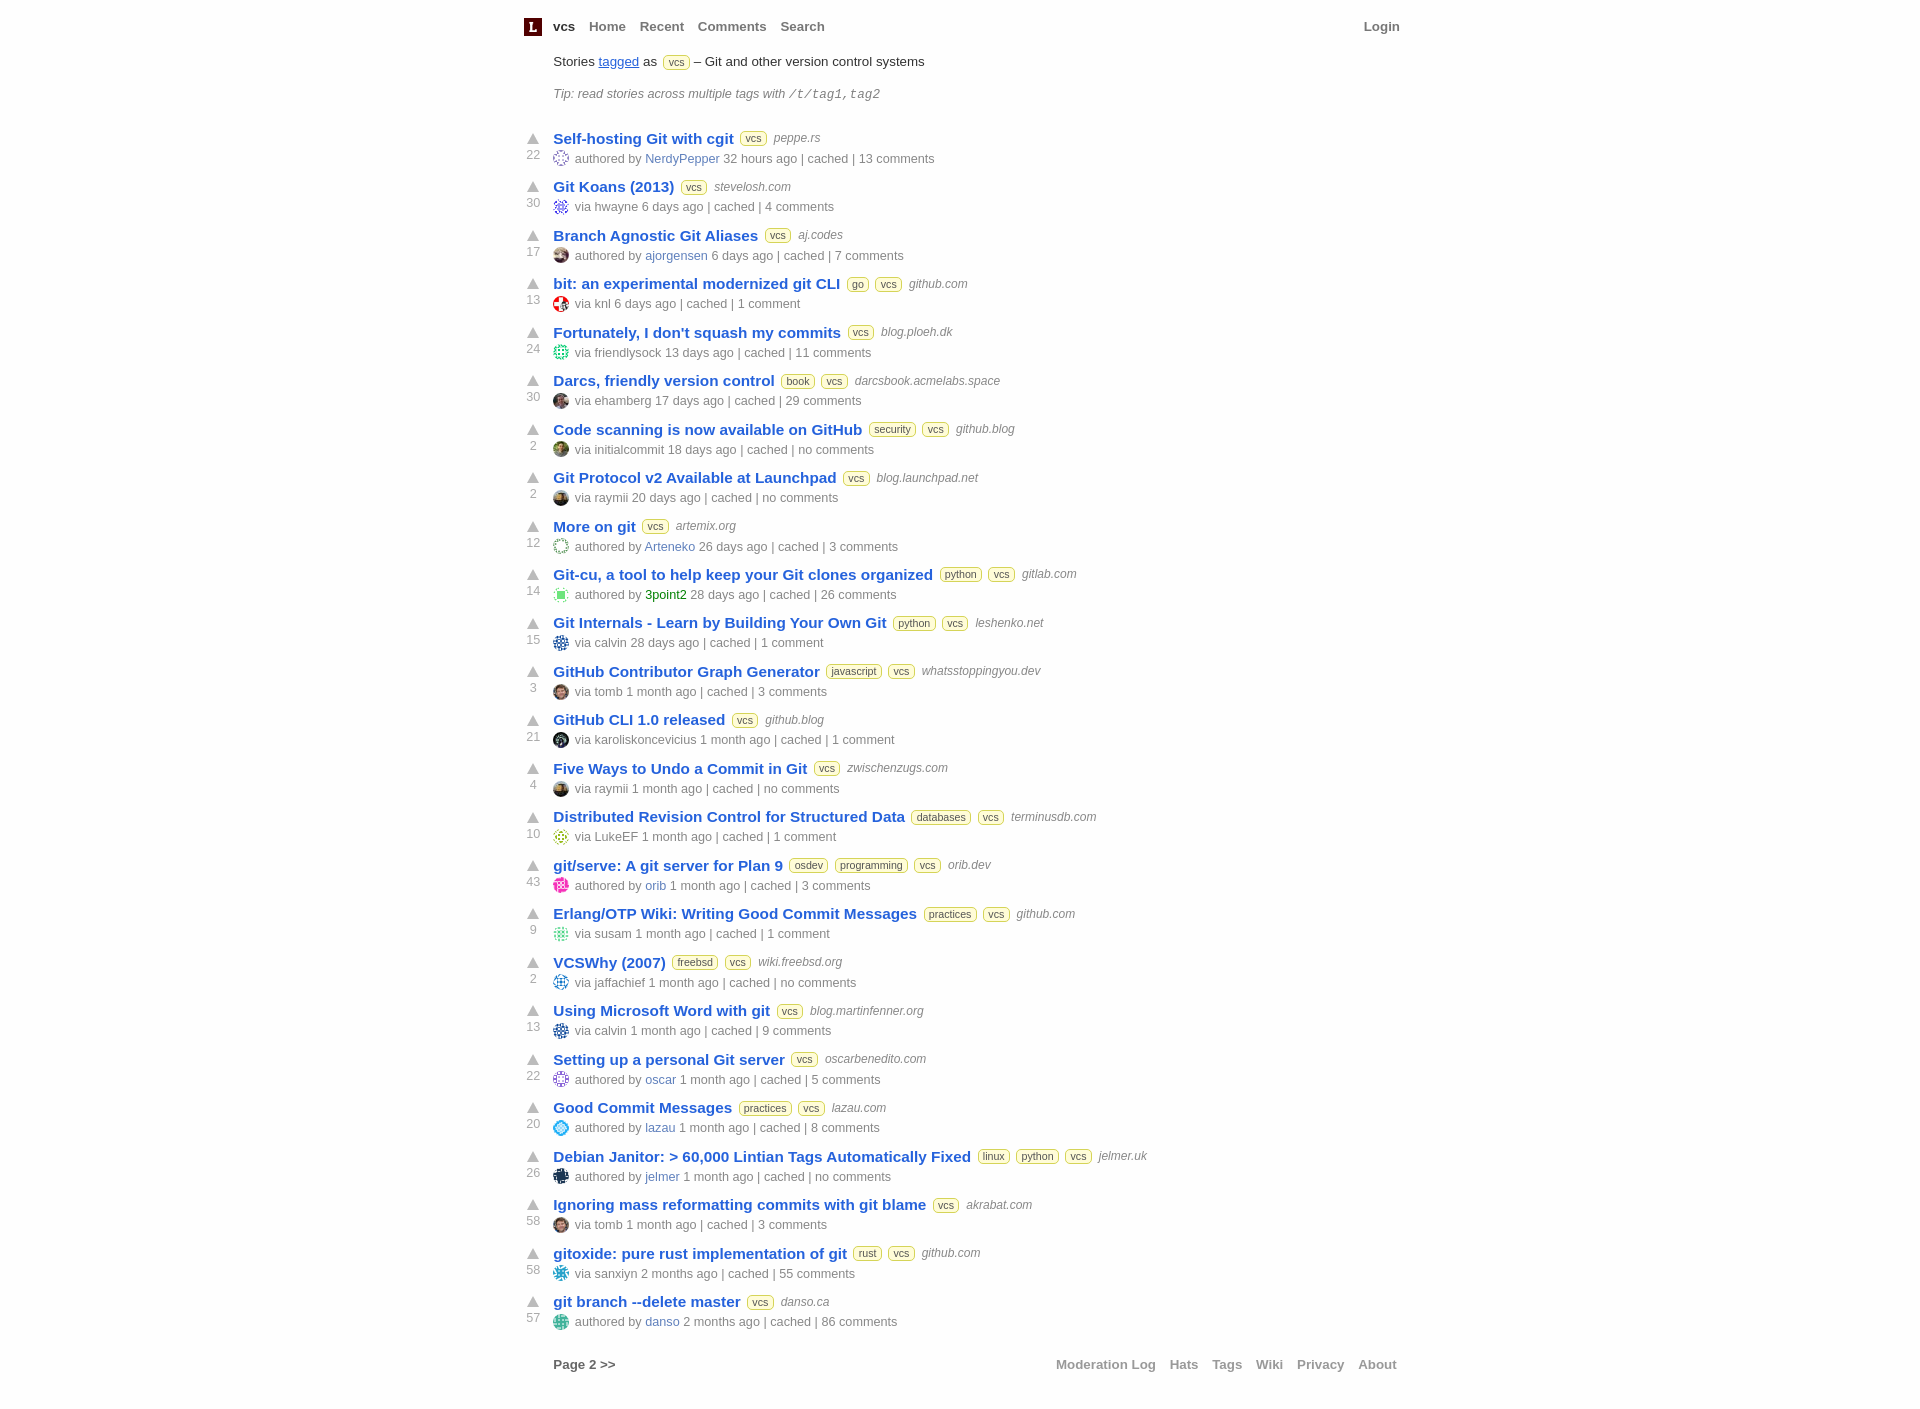 L vcs Home Recent Comments Search Login
Stories tagged as vcs – Git and other version control systems
Tip: read stories across multiple tags with /t/tag1,tag2
Self-hosting Git with cgit vcs peppe.rs
22 authored by NerdyPepper 32 hours ago | cached | 13 comments
Git Koans (2013) vcs stevelosh.com
30 via hwayne 6 days ago | cached | 4 comments
Branch Agnostic Git Aliases vcs aj.codes
17 authored by ajorgensen 6 days ago | cached | 7 comments
bit: an experimental modernized git CLI go vcs github.com
13 via knl 6 days ago | cached | 1 comment
Fortunately, I don't squash my commits vcs blog.ploeh.dk
24 via friendlysock 13 days ago | cached | 11 comments
Darcs, friendly version control book vcs darcsbook.acmelabs.space
30 via ehamberg 17 days ago | cached | 29 comments
Code scanning is now available on GitHub security vcs github.blog
2 via initialcommit 18 days ago | cached | no comments
Git Protocol v2 Available at Launchpad vcs blog.launchpad.net
2 via raymii 20 days ago | cached | no comments
More on git vcs artemix.org
12 authored by Arteneko 26 days ago | cached | 3 comments
Git-cu, a tool to help keep your Git clones organized python vcs gitlab.com
14 authored by 3point2 28 days ago | cached | 26 comments
Git Internals - Learn by Building Your Own Git python vcs leshenko.net
15 via calvin 28 days ago | cached | 1 comment
GitHub Contributor Graph Generator javascript vcs whatsstoppingyou.dev
3 via tomb 1 month ago | cached | 3 comments
GitHub CLI 1.0 released vcs github.blog
21 via karoliskoncevicius 1 month ago | cached | 1 comment
Five Ways to Undo a Commit in Git vcs zwischenzugs.com
4 via raymii 1 month ago | cached | no comments
Distributed Revision Control for Structured Data databases vcs terminusdb.com
10 via LukeEF 1 month ago | cached | 1 comment
git/serve: A git server for Plan 9 osdev programming vcs orib.dev
43 authored by orib 1 month ago | cached | 3 comments
Erlang/OTP Wiki: Writing Good Commit Messages practices vcs github.com
9 via susam 1 month ago | cached | 1 comment
VCSWhy (2007) freebsd vcs wiki.freebsd.org
2 via jaffachief 1 month ago | cached | no comments
Using Microsoft Word with git vcs blog.martinfenner.org
13 via calvin 1 month ago | cached | 9 comments
Setting up a personal Git server vcs oscarbenedito.com
22 authored by oscar 1 month ago | cached | 5 comments
Good Commit Messages practices vcs lazau.com
20 authored by lazau 1 month ago | cached | 8 comments
Debian Janitor: > 60,000 Lintian Tags Automatically Fixed linux python vcs jelmer.uk
26 authored by jelmer 1 month ago | cached | no comments
Ignoring mass reformatting commits with git blame vcs akrabat.com
58 via tomb 1 month ago | cached | 3 comments
gitoxide: pure rust implementation of git rust vcs github.com
58 via sanxiyn 2 months ago | cached | 55 comments
git branch --delete master vcs danso.ca
57 authored by danso 2 months ago | cached | 86 comments
Page 2 >> Moderation Log Hats Tags Wiki Privacy About